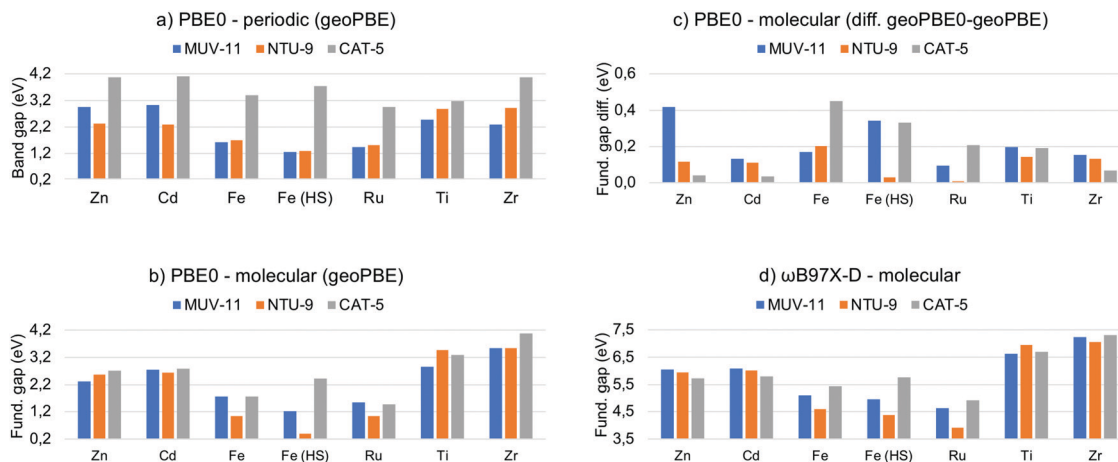 a) PBE0 - periodic (geoPBE)
MUV-11 NTU-9 CAT-5
Band gap (eV)
4,2
3,2
2,2
1,2
0,2
Zn Cd Fe Fe (HS) Ru Ti Zr
c) PBE0 - molecular (diff. geoPBE0-geoPBE)
MUV-11 NTU-9 CAT-5
Fund. gap diff. (eV)
0,6
0,4
0,2
0,0
Zn Cd Fe Fe (HS) Ru Ti Zr
b) PBE0 - molecular (geoPBE)
MUV-11 NTU-9 CAT-5
Fund. gap (eV)
4,2
3,2
2,2
1,2
0,2
Zn Cd Fe Fe (HS) Ru Ti Zr
d) ωB97X-D - molecular
MUV-11 NTU-9 CAT-5
Fund. gap (eV)
7,5
6,5
5,5
4,5
3,5
Zn Cd Fe Fe (HS) Ru Ti Zr